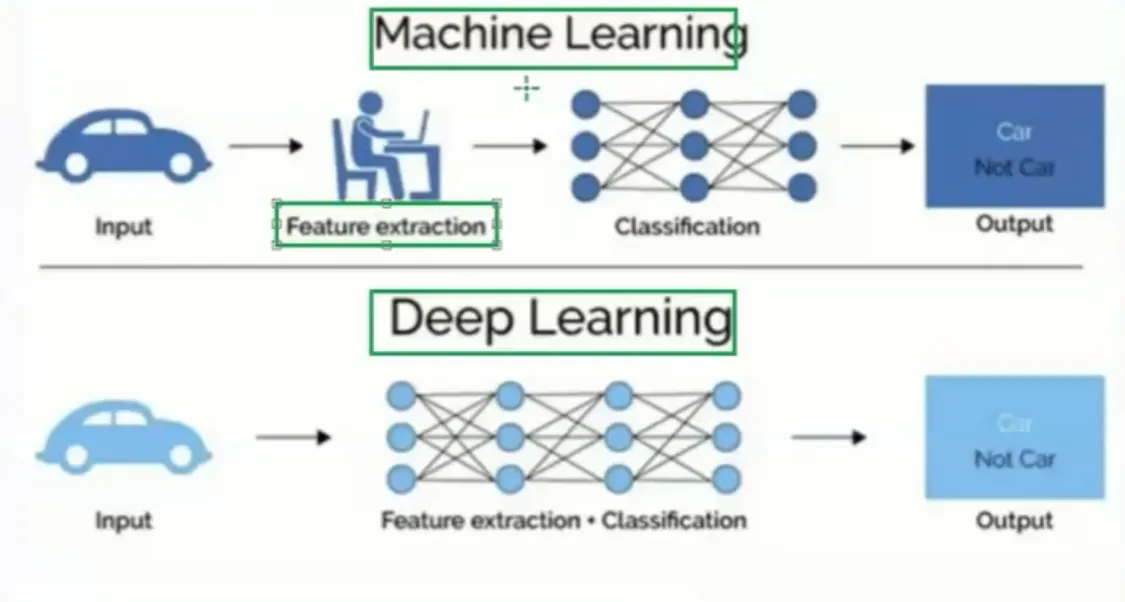 Machine Learning
Car
Not Car
Input
Feature extraction
Classification
Output
Deep Learning
Car
Not Car
Input
Feature extraction + Classification
Output